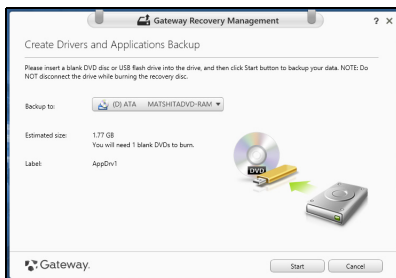 Gateway Recovery Management
? ×
Create Drivers and Applications Backup
Please insert a blank DVD disc or USB flash drive into the drive, and then click Start button to backup your data. NOTE: Do
NOT disconnect the drive while burning the recovery disc.
Backup to:
(D) ATA MATSHITADVD-RAM
Estimated size:
1.77 GB
You will need 1 blank DVDs to burn.
Label:
AppDrv1
DVD
Gateway.
Start
Cancel